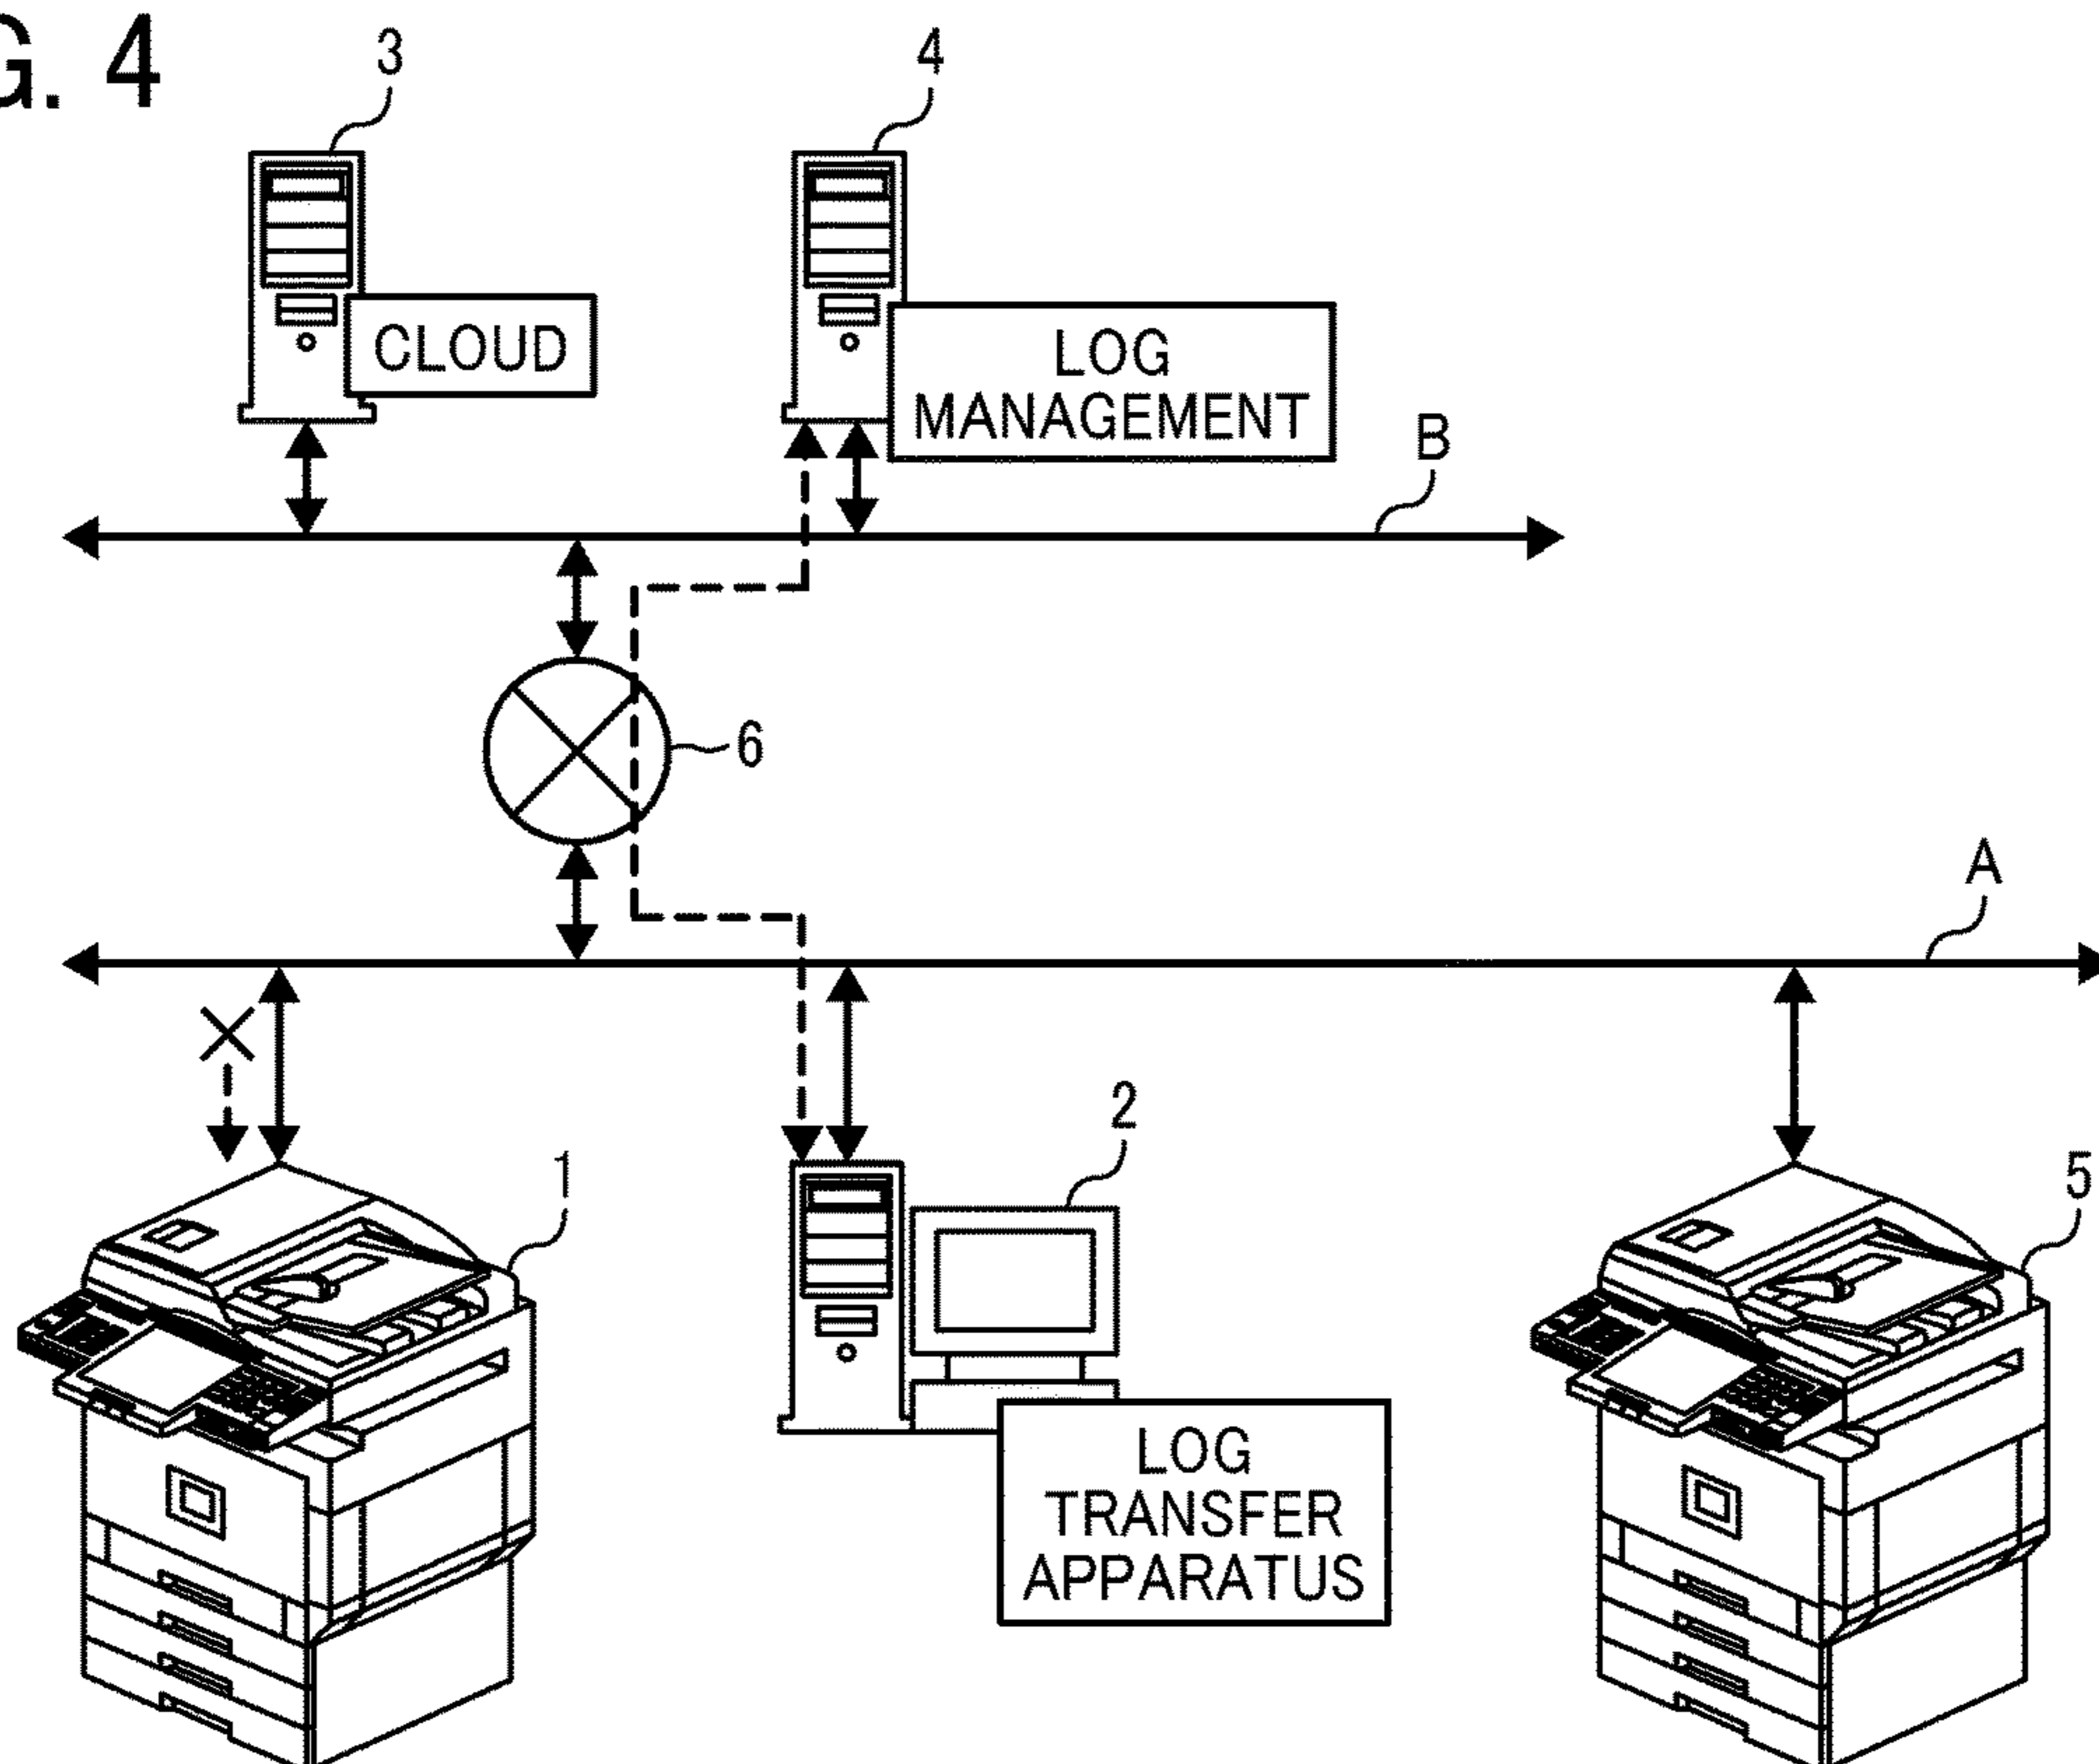 G. 4
3
4
CLOUD
LOG
MANAGEMENT
B
6
A
2
1
5
LOG
TRANSFER
APPARATUS